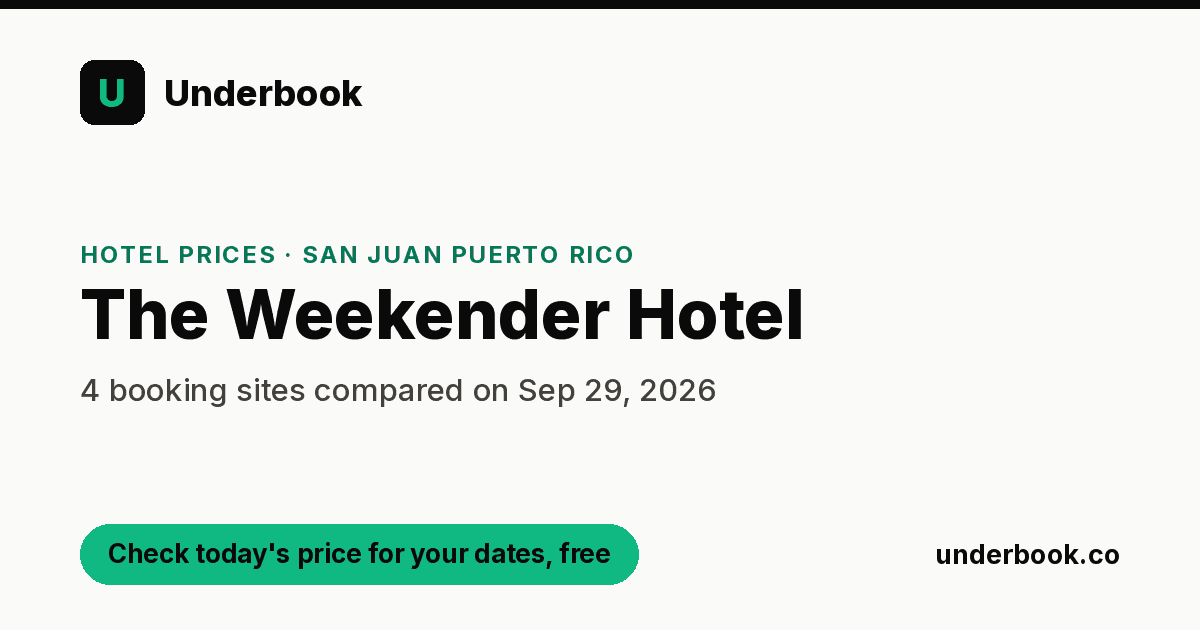 U Underbook
HOTEL PRICES · SAN JUAN PUERTO RICO
The Weekender Hotel
4 booking sites compared on Sep 29, 2026
Check today's price for your dates, free
underbook.co